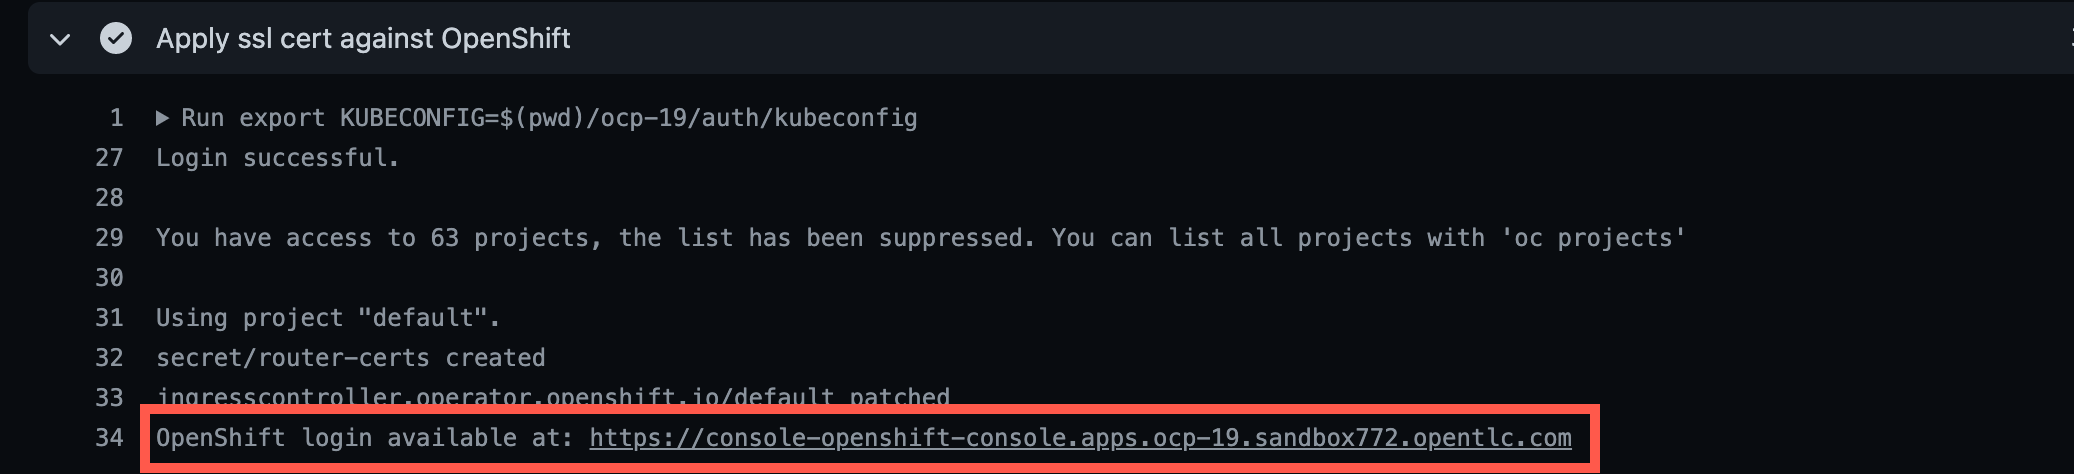 Apply ssl cert against OpenShift
1 ▶ Run export KUBECONFIG=$(pwd)/ocp-19/auth/kubeconfig
27 Login successful.
28
29 You have access to 63 projects, the list has been suppressed. You can list all projects with 'oc projects'
30
31 Using project "default".
32 secret/router-certs created
33 ingresscontroller.operator.openshift.io/default patched
34 OpenShift login available at: https://console-openshift-console.apps.ocp-19.sandbox772.opentlc.com